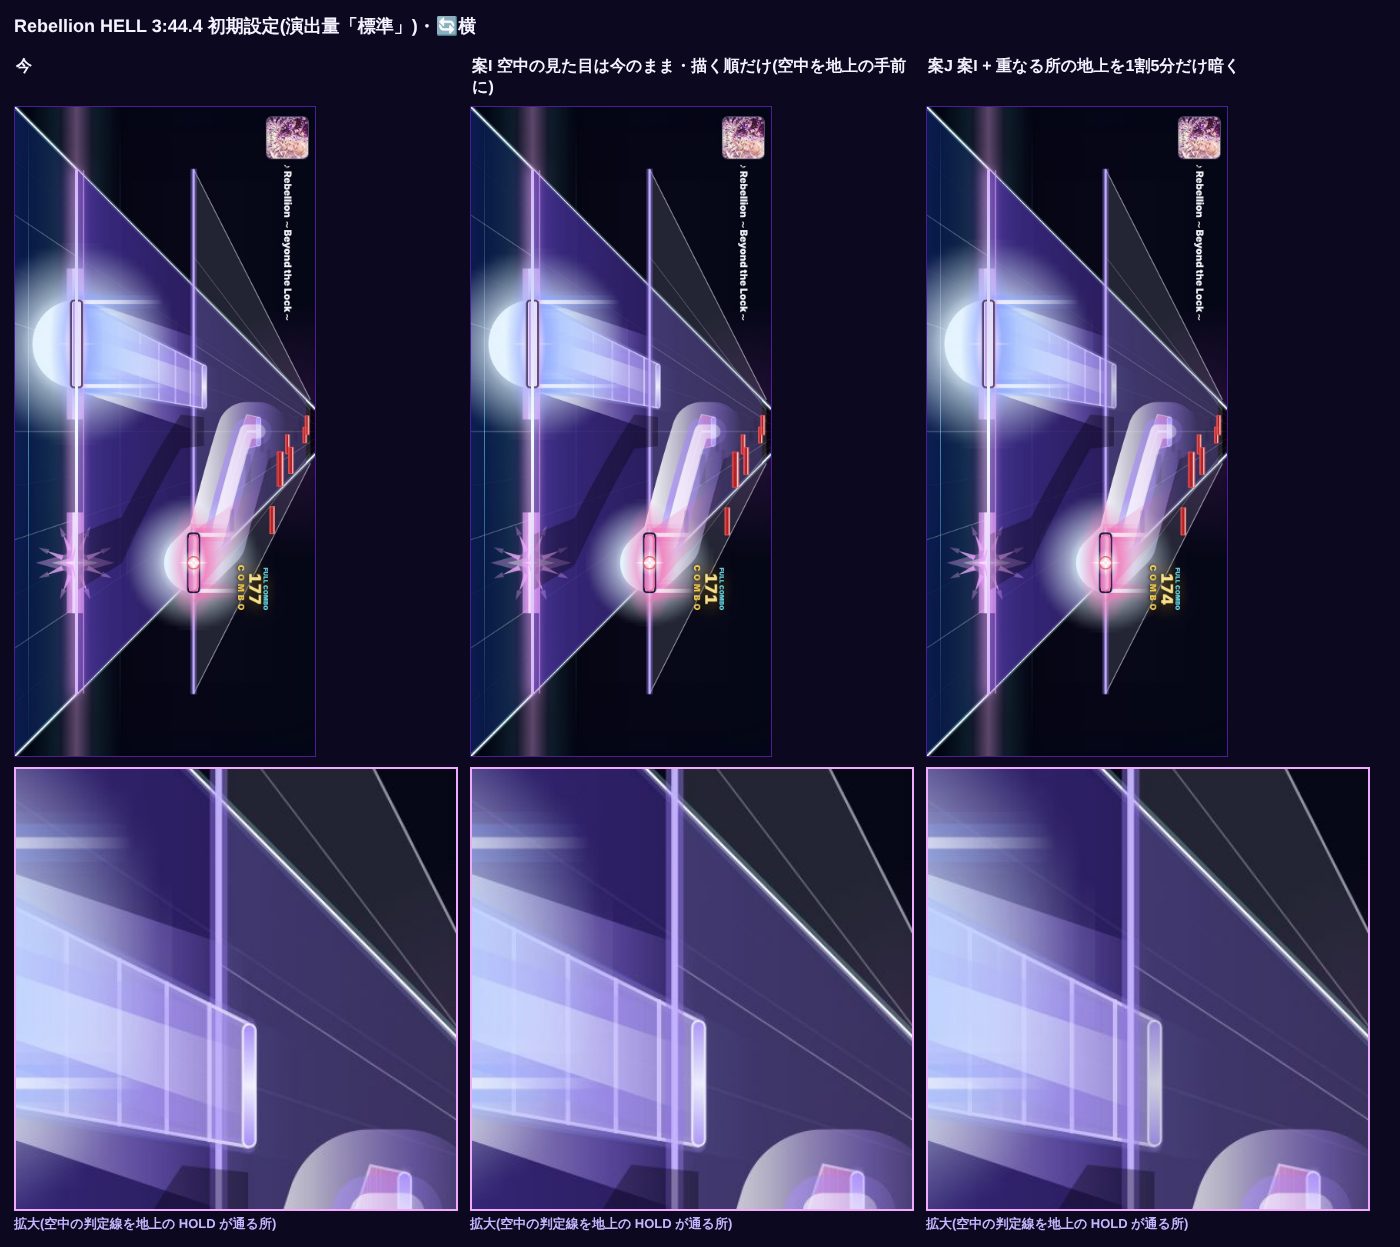 Rebellion HELL 3:44.4 初期設定(演出量「標準」)・🔄横
今
案I 空中の見た目は今のまま・描く順だけ(空中を地上の手前
に)
案J 案I + 重なる所の地上を1割5分だけ暗く
♪ Rebellion ~ Beyond the Lock ~
FULL COMBO
177
COMBO
♪ Rebellion ~ Beyond the Lock ~
FULL COMBO
171
COMBO
♪ Rebellion ~ Beyond the Lock ~
FULL COMBO
174
COMBO
拡大(空中の判定線を地上の HOLD が通る所)
拡大(空中の判定線を地上の HOLD が通る所)
拡大(空中の判定線を地上の HOLD が通る所)